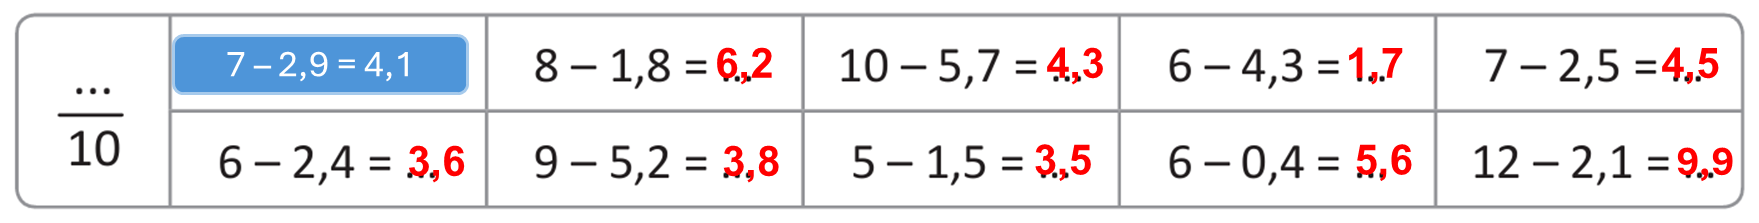 ...
10
7 – 2,9 = 4,1
8 – 1,8 = 6,2
10 – 5,7 = 4,3
6 – 4,3 = 1,7
7 – 2,5 = 4,5
6 – 2,4 = 3,6
9 – 5,2 = 3,8
5 – 1,5 = 3,5
6 – 0,4 = 5,6
12 – 2,1 = 9,9